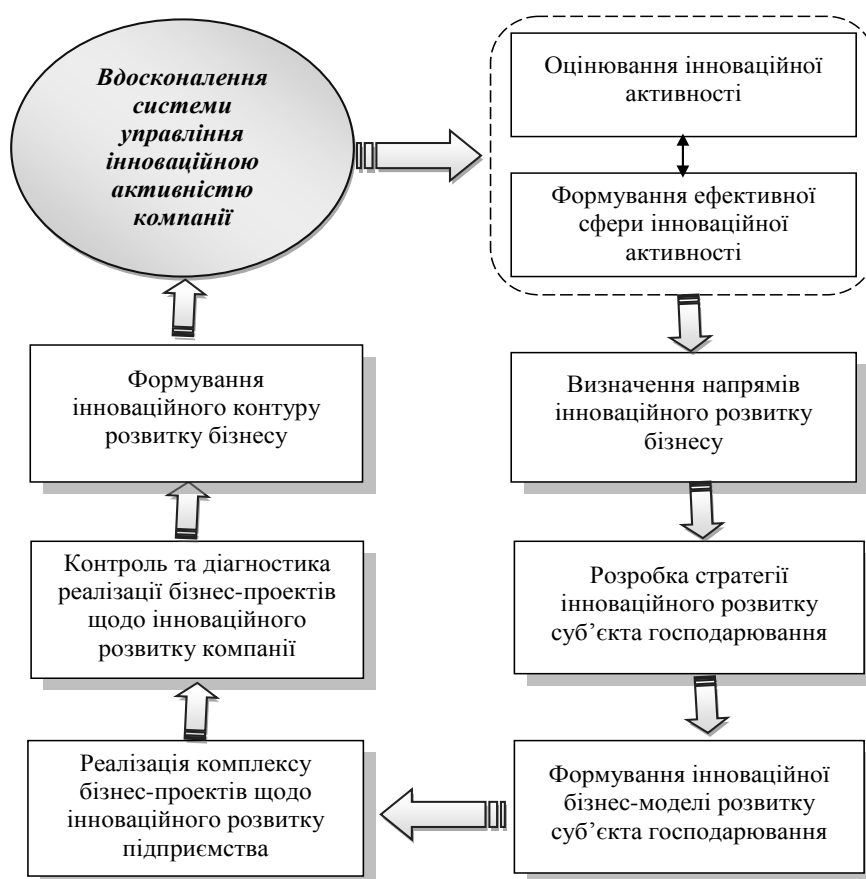 Вдосконалення
системи
управління
інноваційною
активністю
компанії
Оцінювання інноваційної
активності
Формування ефективної
сфери інноваційної
активності
Визначення напрямів
інноваційного розвитку
бізнесу
Розробка стратегії
інноваційного розвитку
суб’єкта господарювання
Формування інноваційної
бізнес-моделі розвитку
суб’єкта господарювання
Реалізація комплексу
бізнес-проектів щодо
інноваційного розвитку
підприємства
Контроль та діагностика
реалізації бізнес-проектів
щодо інноваційного
розвитку компанії
Формування
інноваційного контуру
розвитку бізнесу